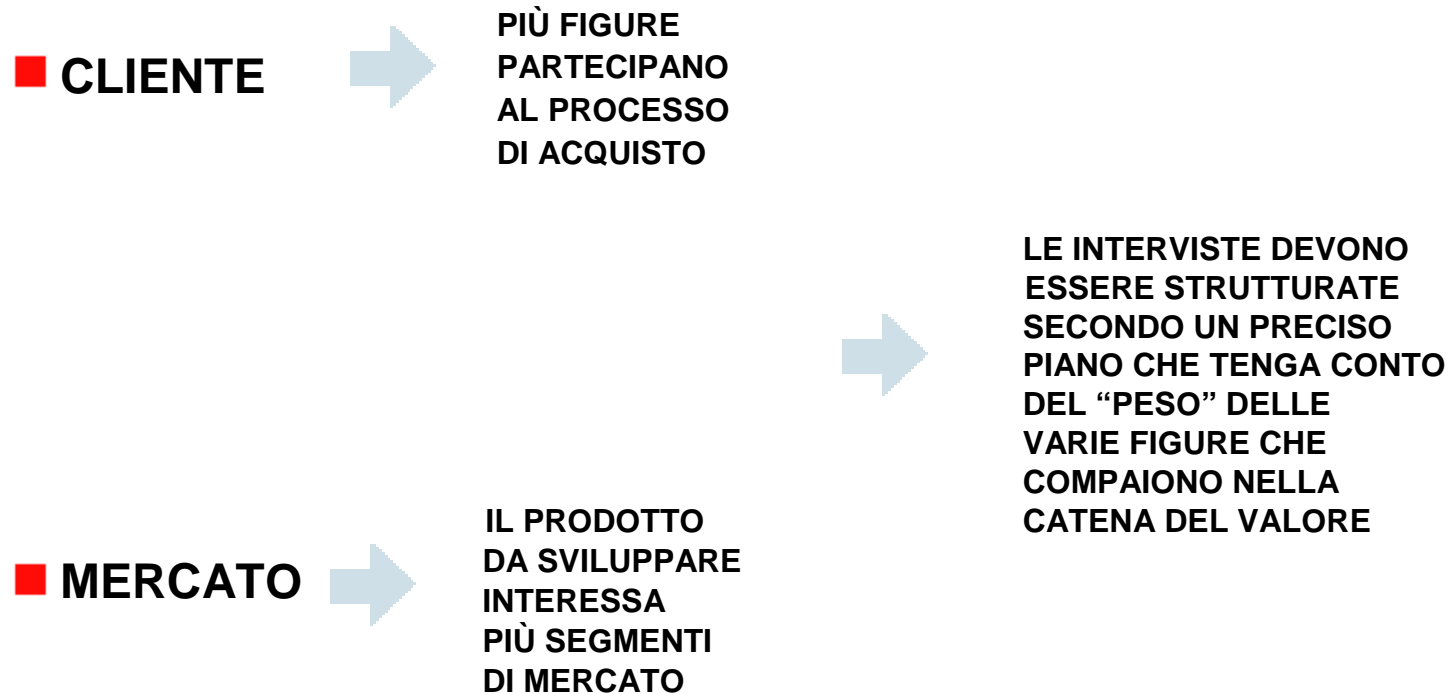 CLIENTE
PIÙ FIGURE
PARTECIPANO
AL PROCESSO
DI ACQUISTO
LE INTERVISTE DEVONO
ESSERE STRUTTURATE
SECONDO UN PRECISO
PIANO CHE TENGA CONTO
DEL “PESO” DELLE
VARIE FIGURE CHE
COMPAIONO NELLA
CATENA DEL VALORE
MERCATO
IL PRODOTTO
DA SVILUPPARE
INTERESSA
PIÙ SEGMENTI
DI MERCATO